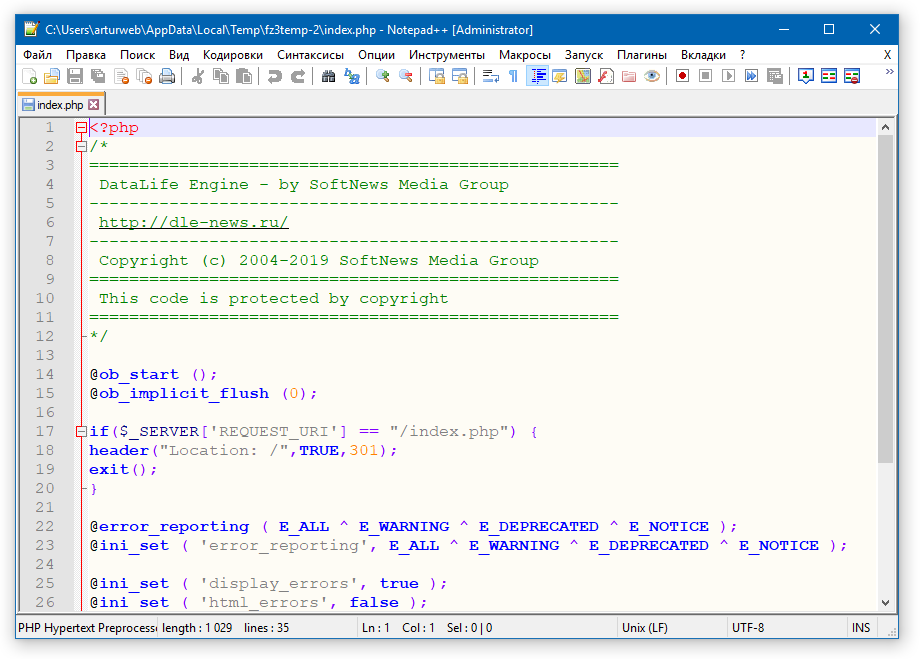 C:\Users\arturweb\AppData\Local\Temp\fz3temp-2\index.php - Notepad++ [Administrator]
Файл Правка Поиск Вид Кодировки Синтаксисы Опции Инструменты Макросы Запуск Плагины Вкладки ? X
index.php
1 <?php
2 /*
3 =====================================================
4 DataLife Engine - by SoftNews Media Group
5 -----------------------------------------------------
6 http://dle-news.ru/
7 -----------------------------------------------------
8 Copyright (c) 2004-2019 SoftNews Media Group
9 =====================================================
10 This code is protected by copyright
11 =====================================================
12 */
13
14 @ob_start ();
15 @ob_implicit_flush (0);
16
17 if($_SERVER['REQUEST_URI'] == "/index.php") {
18 header("Location: /",TRUE,301);
19 exit();
20 }
21
22 @error_reporting ( E_ALL ^ E_WARNING ^ E_DEPRECATED ^ E_NOTICE );
23 @ini_set ( 'error_reporting', E_ALL ^ E_WARNING ^ E_DEPRECATED ^ E_NOTICE );
24
25 @ini_set ( 'display_errors', true );
26 @ini_set ( 'html_errors', false );
PHP Hypertext Preprocesso length : 1 029 lines : 35 Ln : 1 Col : 1 Sel : 0 | 0 Unix (LF) UTF-8 INS